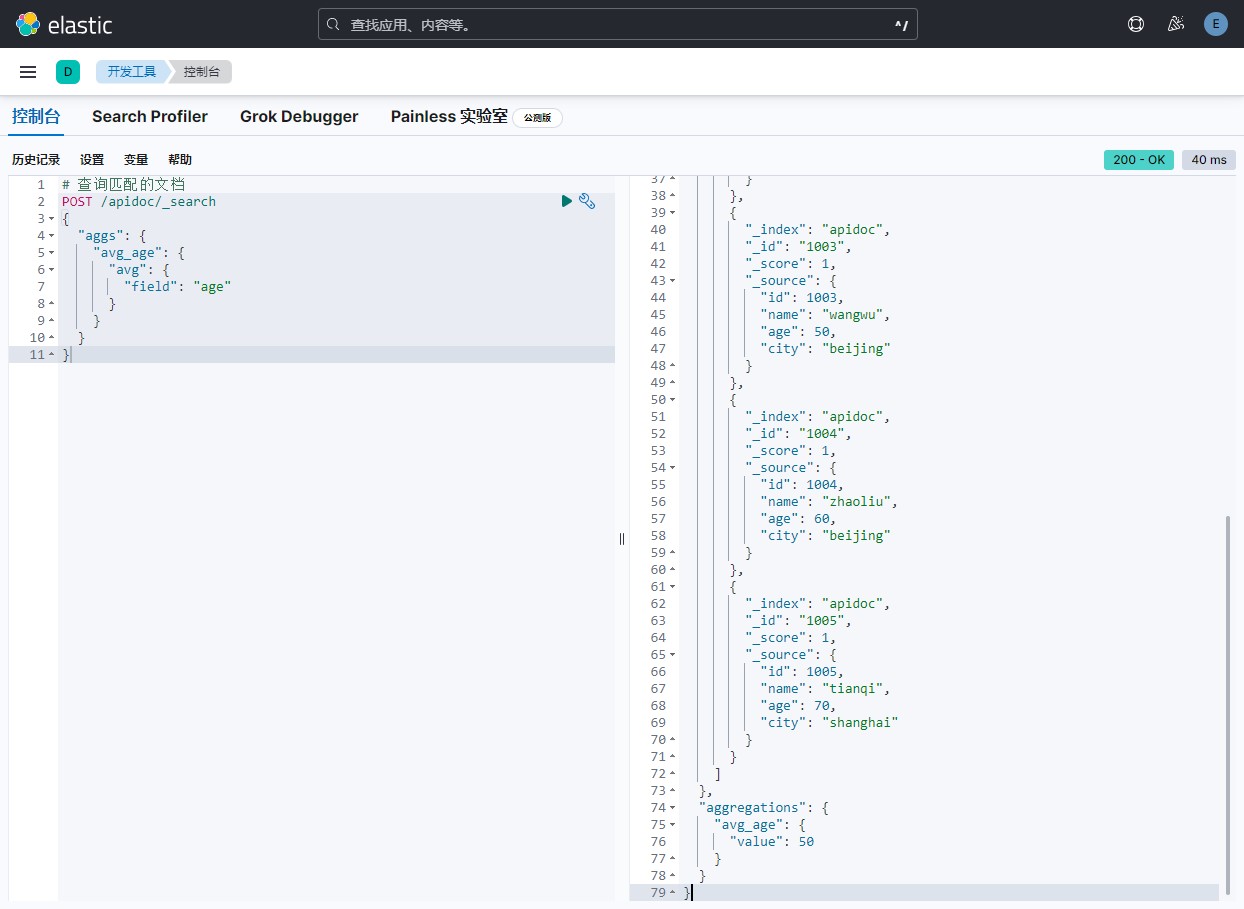 elastic
查找应用、内容等。
^/
E
D
开发工具
控制台
控制台
Search Profiler
Grok Debugger
Painless 实验室
公测版
历史记录
设置
变量
帮助
200 - OK
40 ms
1 # 查询匹配的文档
2 POST /apidoc/_search
3 {
4 "aggs": {
5 "avg_age": {
6 "avg": {
7 "field": "age"
8 }
9 }
10 }
11 }
37 }
38 },
39 {
40 "_index": "apidoc",
41 "_id": "1003",
42 "_score": 1,
43 "_source": {
44 "id": 1003,
45 "name": "wangwu",
46 "age": 50,
47 "city": "beijing"
48 }
49 },
50 {
51 "_index": "apidoc",
52 "_id": "1004",
53 "_score": 1,
54 "_source": {
55 "id": 1004,
56 "name": "zhaoliu",
57 "age": 60,
58 "city": "beijing"
59 }
60 },
61 {
62 "_index": "apidoc",
63 "_id": "1005",
64 "_score": 1,
65 "_source": {
66 "id": 1005,
67 "name": "tianqi",
68 "age": 70,
69 "city": "shanghai"
70 }
71 }
72 ]
73 },
74 "aggregations": {
75 "avg_age": {
76 "value": 50
77 }
78 }
79 }